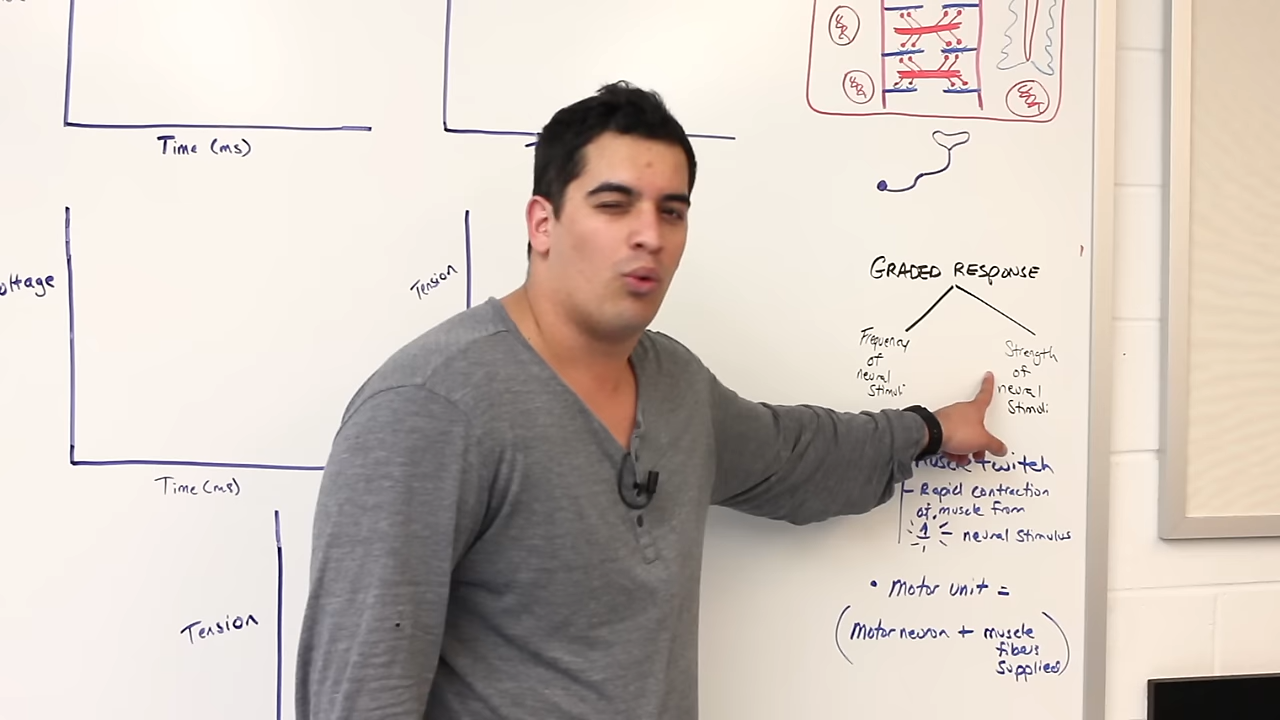 Time (ms)
Tension
GRADED RESPONSE
Frequency
of
neural
Stimuli
Strength
of
neural
Stimuli
Voltage
Time (ms)
muscle twitch
- Rapid contraction
of muscle from
1 neural stimulus
• motor unit =
(Motor neuron + muscle
fibers
supplied)
Tension